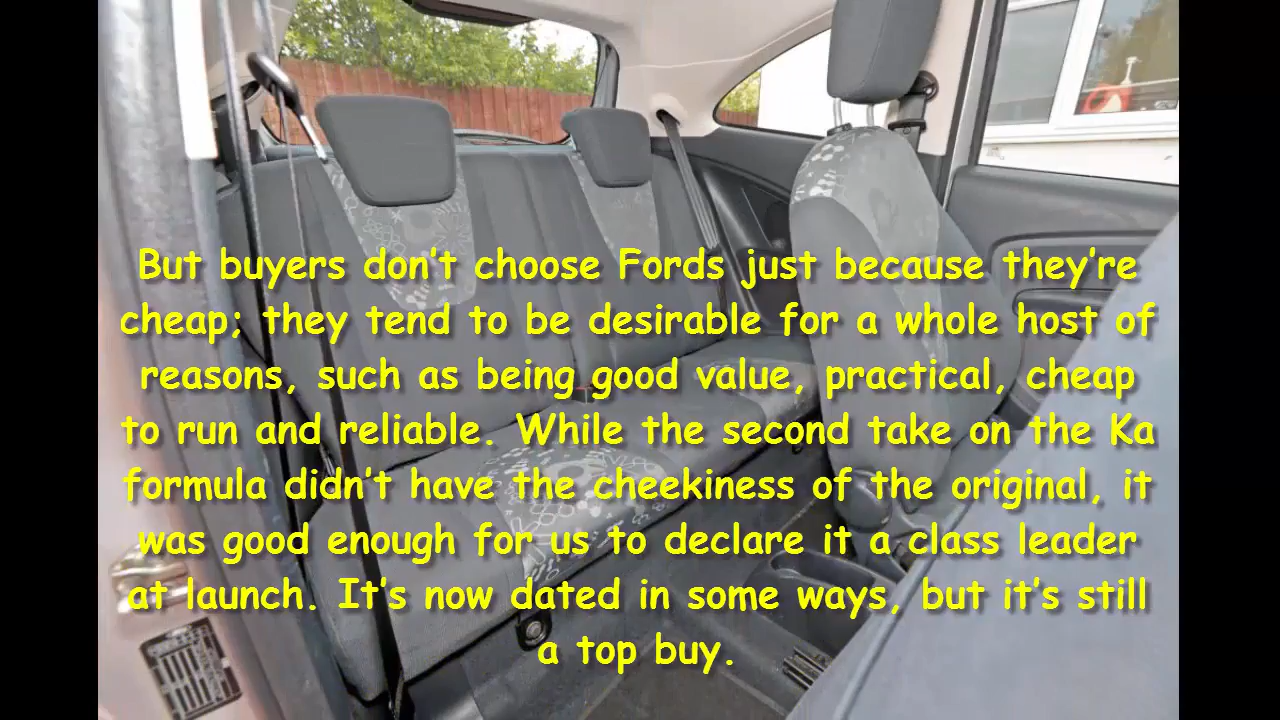 But buyers don’t choose Fords just because they’re
cheap; they tend to be desirable for a whole host of
reasons, such as being good value, practical, cheap
to run and reliable. While the second take on the Ka
formula didn’t have the cheekiness of the original, it
was good enough for us to declare it a class leader
at launch. It’s now dated in some ways, but it’s still
a top buy.